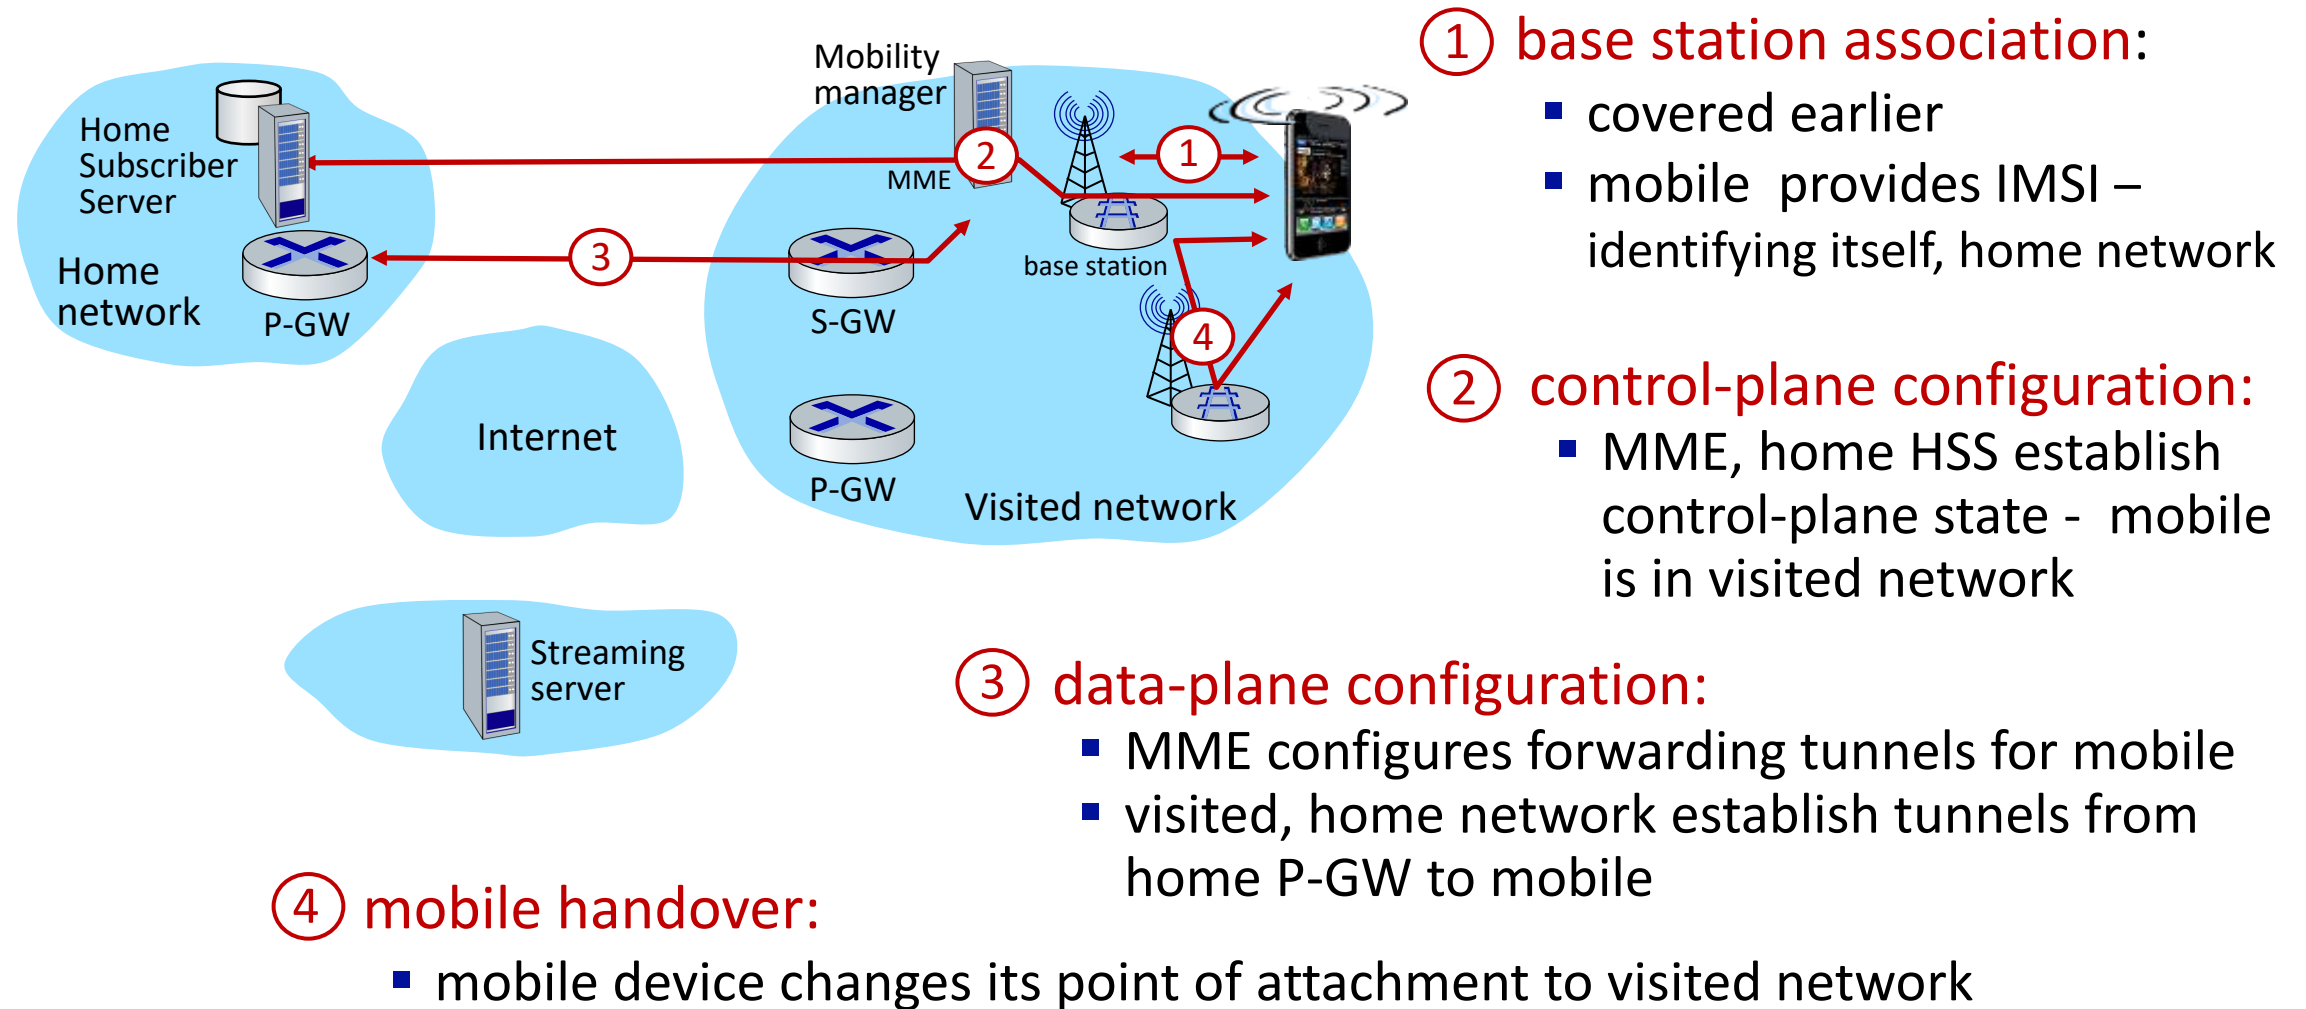 Mobility
manager
Home
Subscriber
Server
2
1
MME
3
base station
Home
network
P-GW
S-GW
4
Internet
P-GW
Visited network
Streaming
server
1 base station association:
▪ covered earlier
▪ mobile provides IMSI –
identifying itself, home network
2 control-plane configuration:
▪ MME, home HSS establish
control-plane state - mobile
is in visited network
3 data-plane configuration:
▪ MME configures forwarding tunnels for mobile
▪ visited, home network establish tunnels from
home P-GW to mobile
4 mobile handover:
▪ mobile device changes its point of attachment to visited network